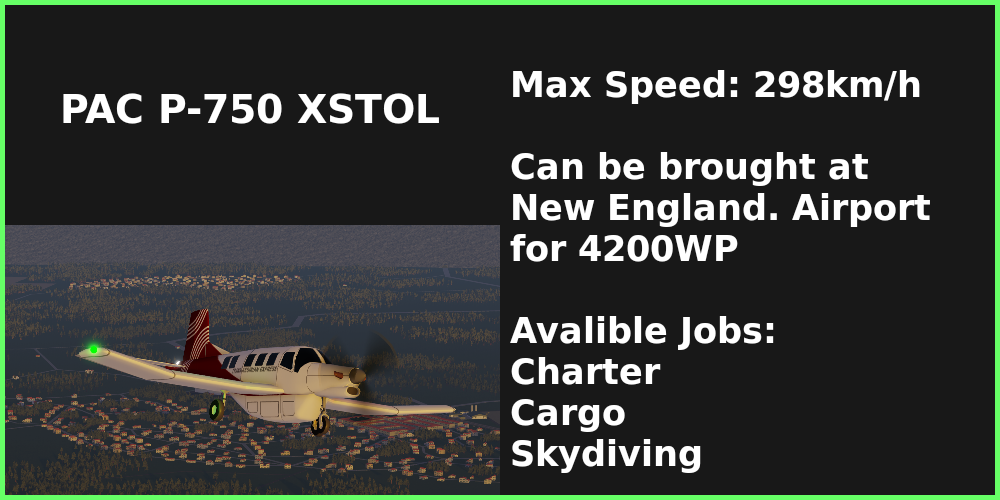 PAC P-750 XSTOL
Max Speed: 298km/h
Can be brought at
New England. Airport
for 4200WP
Avalible Jobs:
Charter
Cargo
Skydiving